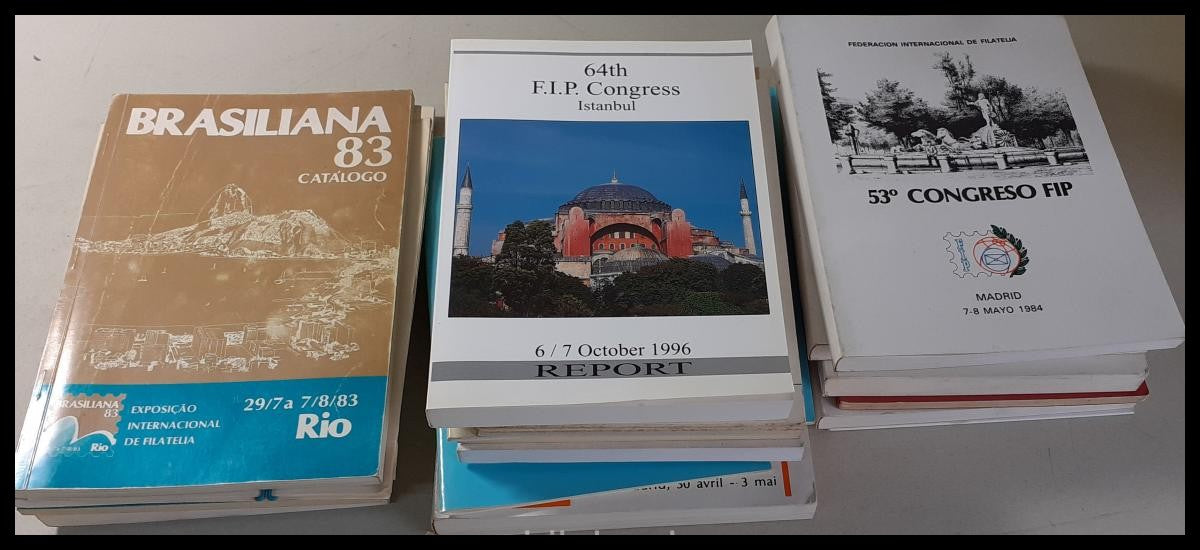 BRASILIANA
83
CATÁLOGO
BRASILIANA
83
Rio
EXPOSIÇÃO
INTERNACIONAL
DE FILATELIA
29/7 a 7/8/83
Rio
64th
F.I.P. Congress
Istanbul
6 / 7 October 1996
REPORT
30 avril - 3 mai
FEDERACION INTERNACIONAL DE FILATELIA
53º CONGRESO FIP
MADRID
7-8 MAYO 1984